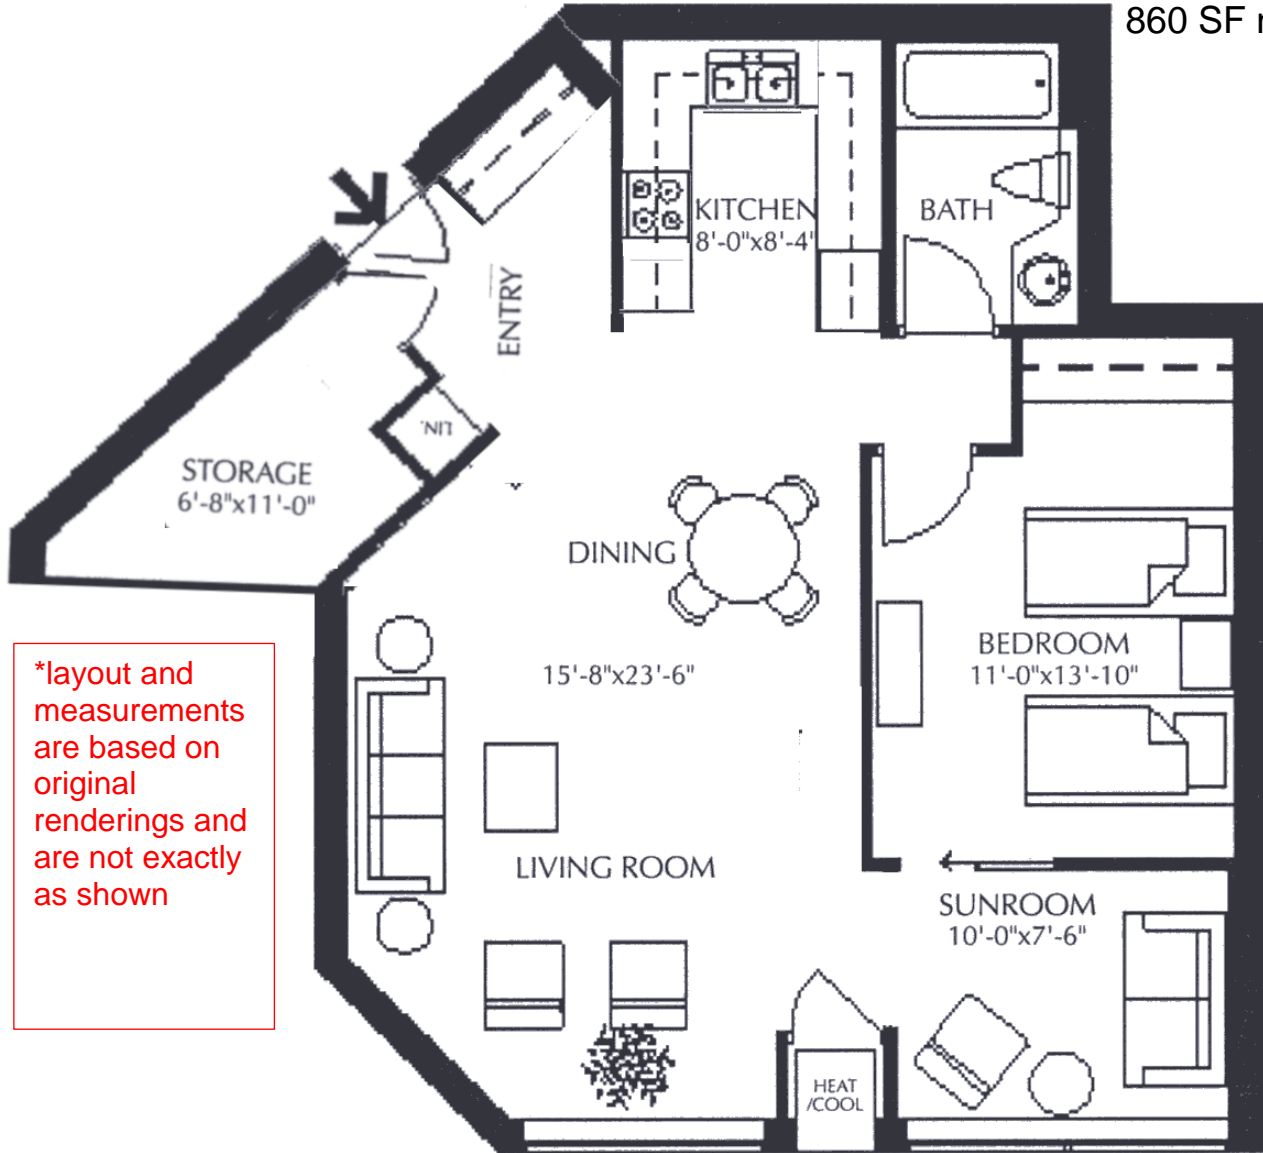 860 SF
KITCHEN
8'-0"x8'-4"
BATH
ENTRY
LIN.
STORAGE
6'-8"x11'-0"
DINING
15'-8"x23'-6"
BEDROOM
11'-0"x13'-10"
*layout and
measurements
are based on
original
renderings and
are not exactly
as shown
LIVING ROOM
SUNROOM
10'-0"x7'-6"
HEAT
/COOL